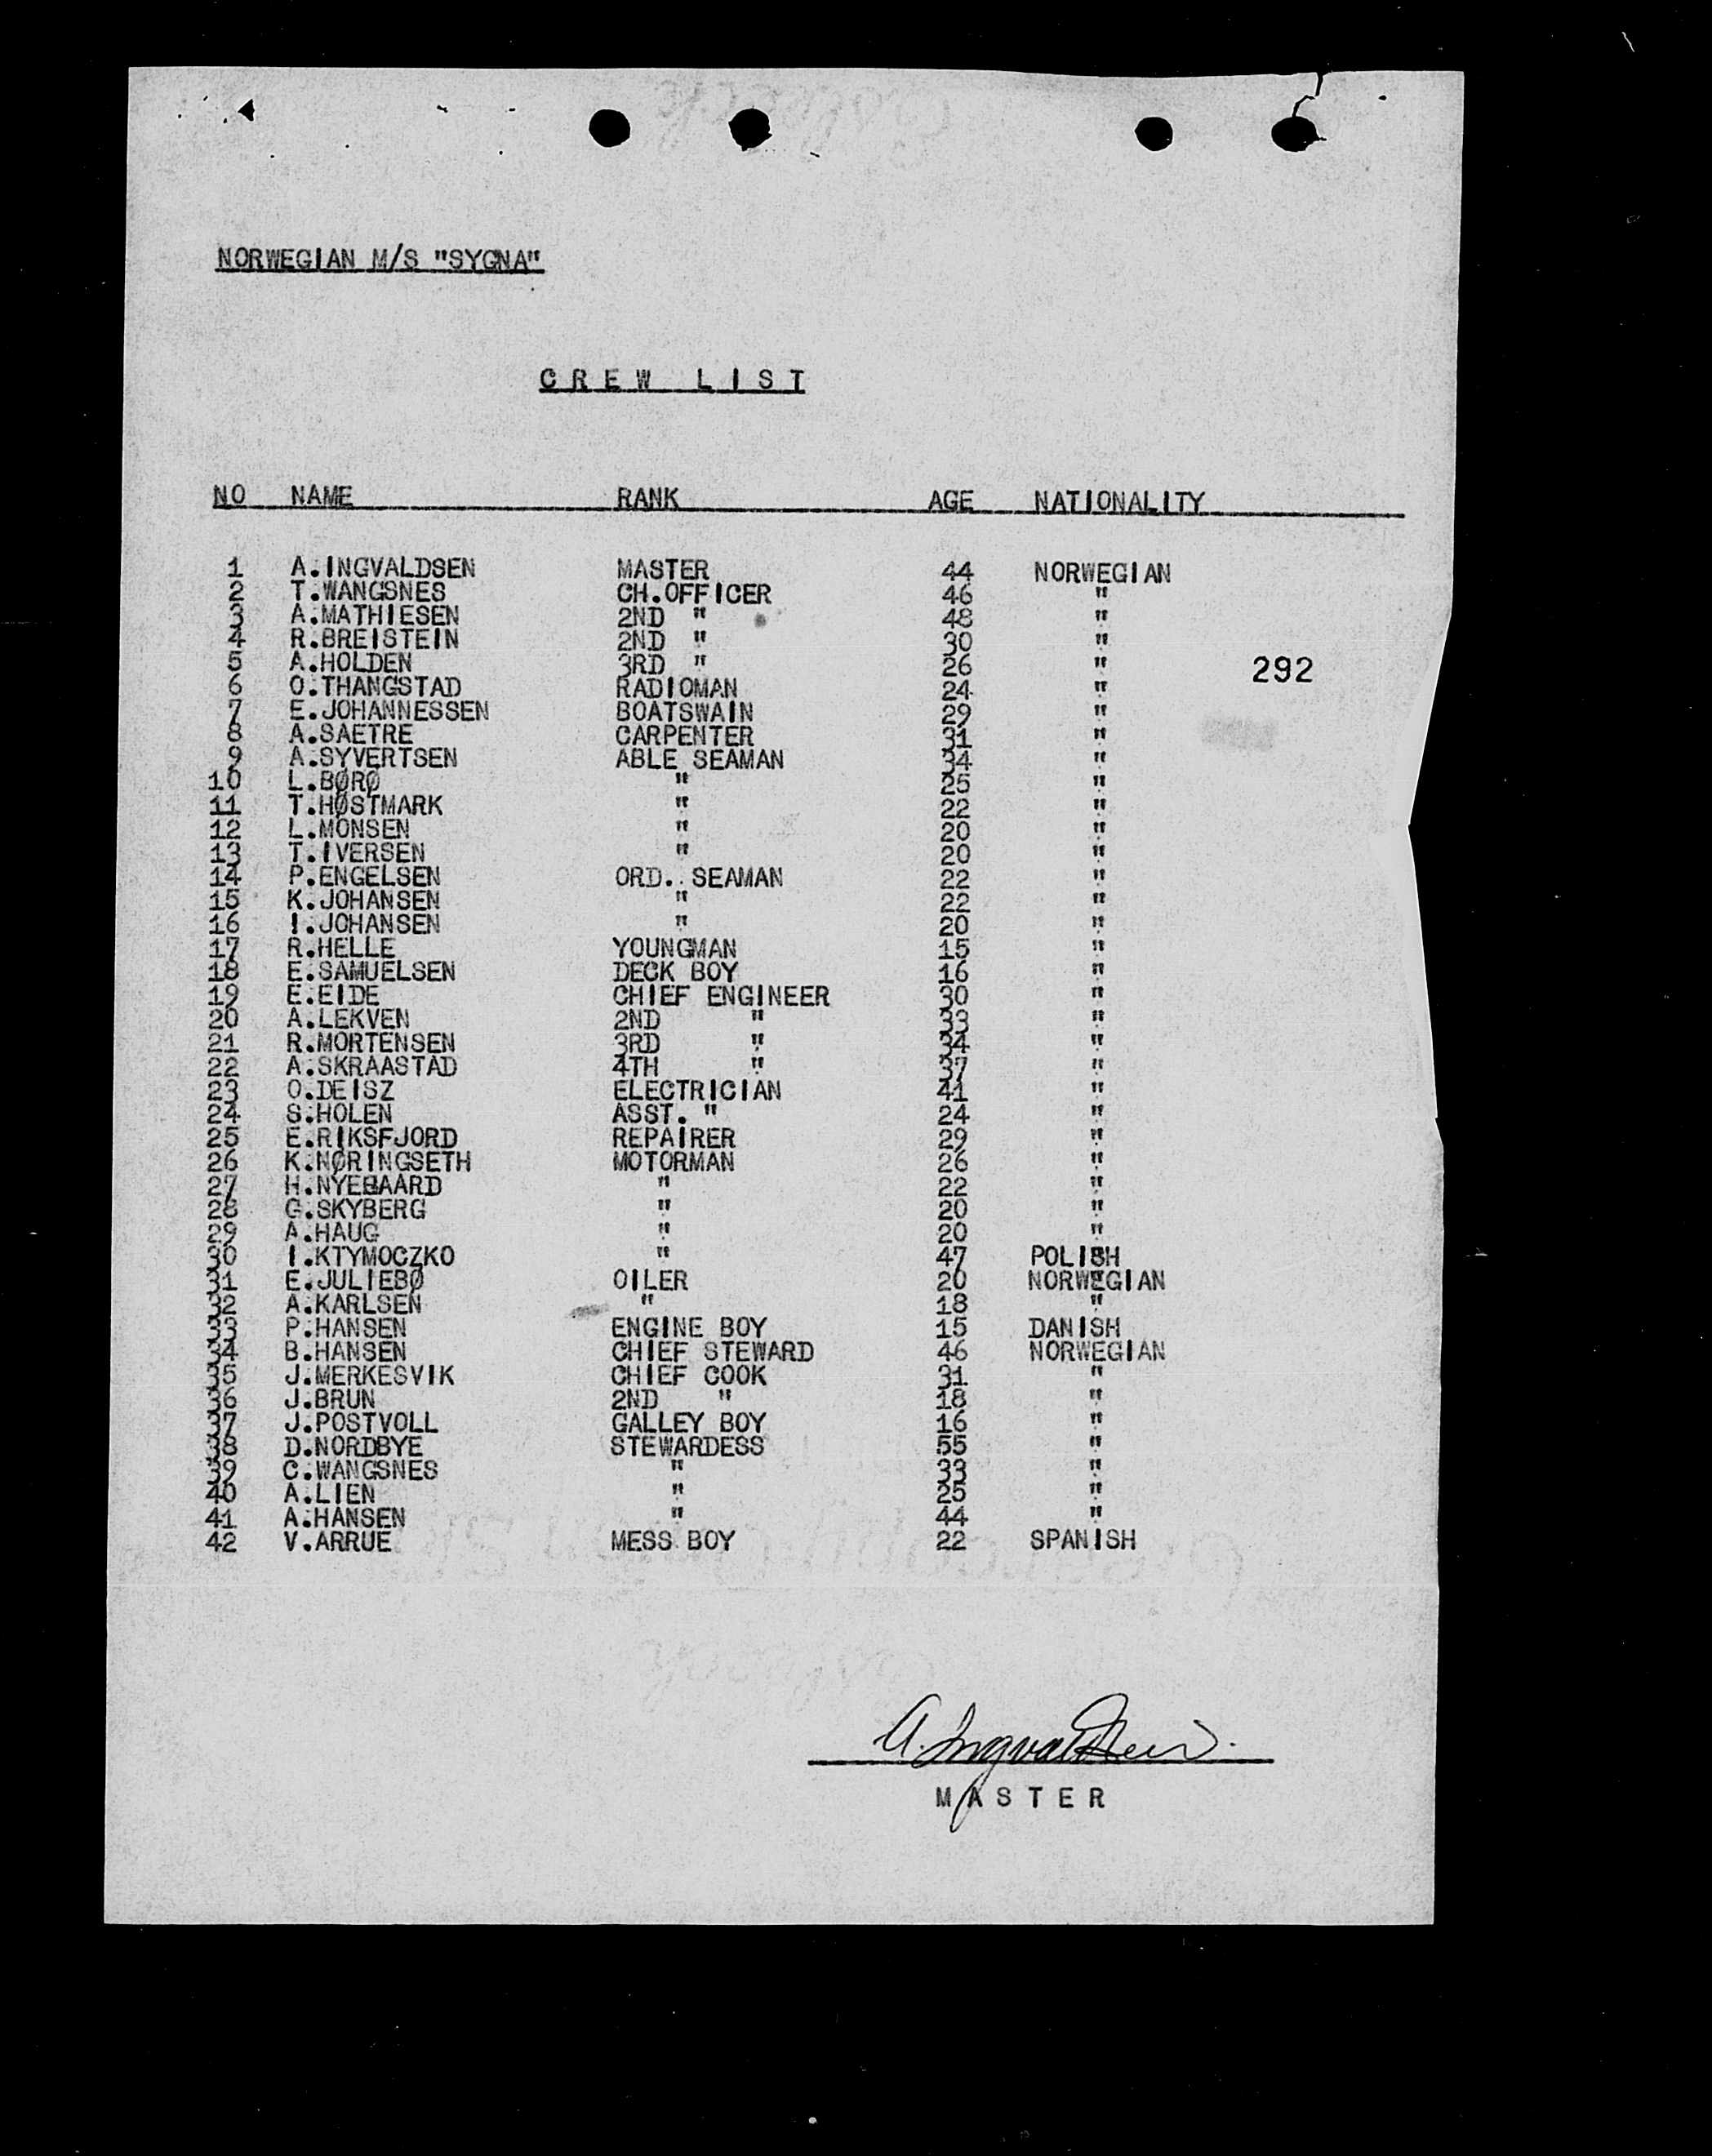 NORWEGIAN M/S "SYGNA"
CREW LIST
NO NAME RANK AGE NATIONALITY
1 A.INGVALDSEN MASTER 44 NORWEGIAN
2 T.WANGSNES CH.OFFICER 46 "
3 A.MATHIESEN 2ND " 48 "
4 R.BREISTEIN 2ND " 30 "
5 A.HOLDEN 3RD " 26 "
292
6 O.THANGSTAD RADIOMAN 24 "
7 E.JOHANNESSEN BOATSWAIN 29 "
8 A.SAETRE CARPENTER 31 "
9 A.SYVERTSEN ABLE SEAMAN 34 "
10 L.BØRØ " 25 "
11 T.HØSTMARK " 22 "
12 L.MONSEN " 20 "
13 T.IVERSEN " 20 "
14 P.ENGELSEN ORD. SEAMAN 22 "
15 K.JOHANSEN " 22 "
16 I.JOHANSEN " 20 "
17 R.HELLE YOUNGMAN 15 "
18 E.SAMUELSEN DECK BOY 16 "
19 E.EIDE CHIEF ENGINEER 30 "
20 A.LEKVEN 2ND " 33 "
21 R.MORTENSEN 3RD " 34 "
22 A.SKRAASTAD 4TH " 37 "
23 O.DEISZ ELECTRICIAN 41 "
24 S.HOLEN ASST. " 24 "
25 E.RIKSFJORD REPAIRER 29 "
26 K.NØRINGSETH MOTORMAN 26 "
27 H.NYEGAARD " 22 "
28 G.SKYBERG " 20 "
29 A.HAUG " 20 "
30 I.KTYMOCZKO " 47 POLISH
31 E.JULIEBØ OILER 20 NORWEGIAN
32 A.KARLSEN " 18 "
33 P.HANSEN ENGINE BOY 15 DANISH
34 B.HANSEN CHIEF STEWARD 46 NORWEGIAN
35 J.MERKESVIK CHIEF COOK 31 "
36 J.BRUN 2ND " 18 "
37 J.POSTVOLL GALLEY BOY 16 "
38 D.NORDBYE STEWARDESS 55 "
39 C.WANGSNES " 33 "
40 A.LIEN " 25 "
41 A.HANSEN " 44 "
42 V.ARRUE MESS BOY 22 SPANISH
A. Ingvaldsen.
MASTER